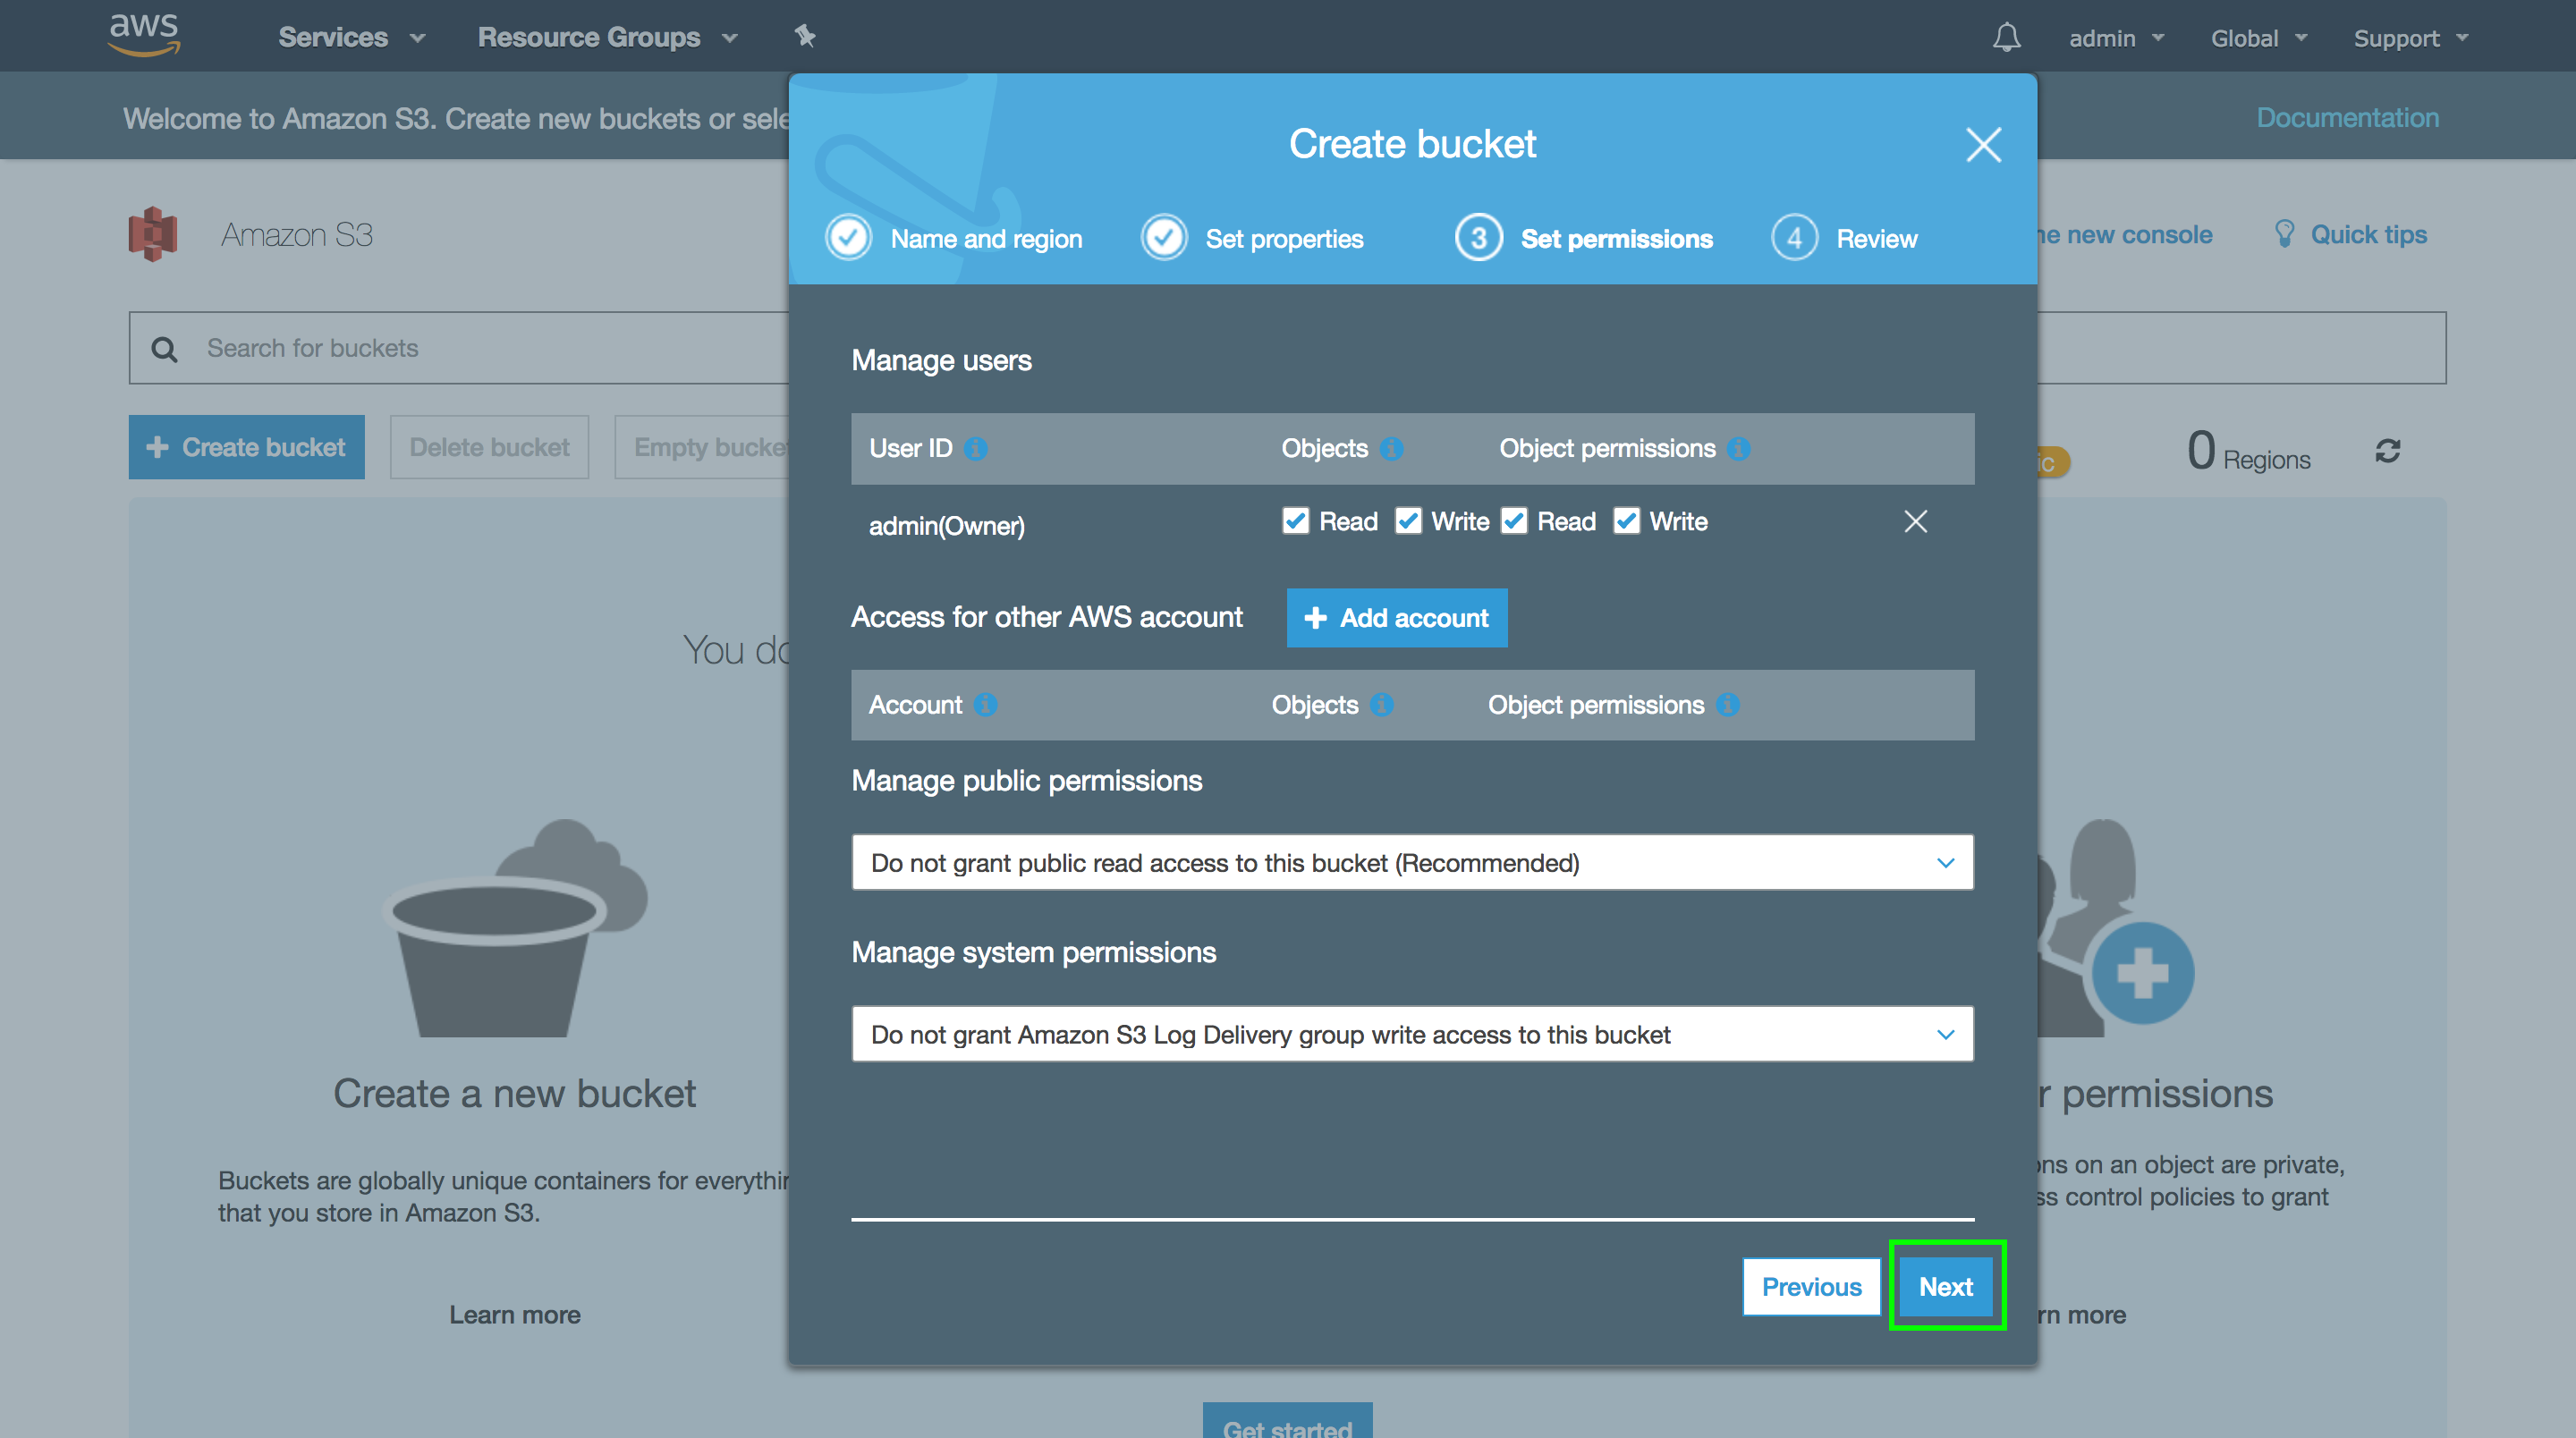 aws Services Resource Groups admin Global Support
Welcome to Amazon S3. Create new buckets or sele Documentation
Create bucket
Name and region Set properties 3 Set permissions 4 Review
Amazon S3 he new console Quick tips
Search for buckets
Create bucket Delete bucket Empty bucke ic 0 Regions
Manage users
User ID Objects Object permissions
admin(Owner) Read Write Read Write
Access for other AWS account Add account
You do
Account Objects Object permissions
Manage public permissions
Do not grant public read access to this bucket (Recommended)
Manage system permissions
Do not grant Amazon S3 Log Delivery group write access to this bucket
Create a new bucket r permissions
Buckets are globally unique containers for everythin
that you store in Amazon S3.
ons on an object are private,
ss control policies to grant
Previous Next
Learn more rn more
Get started